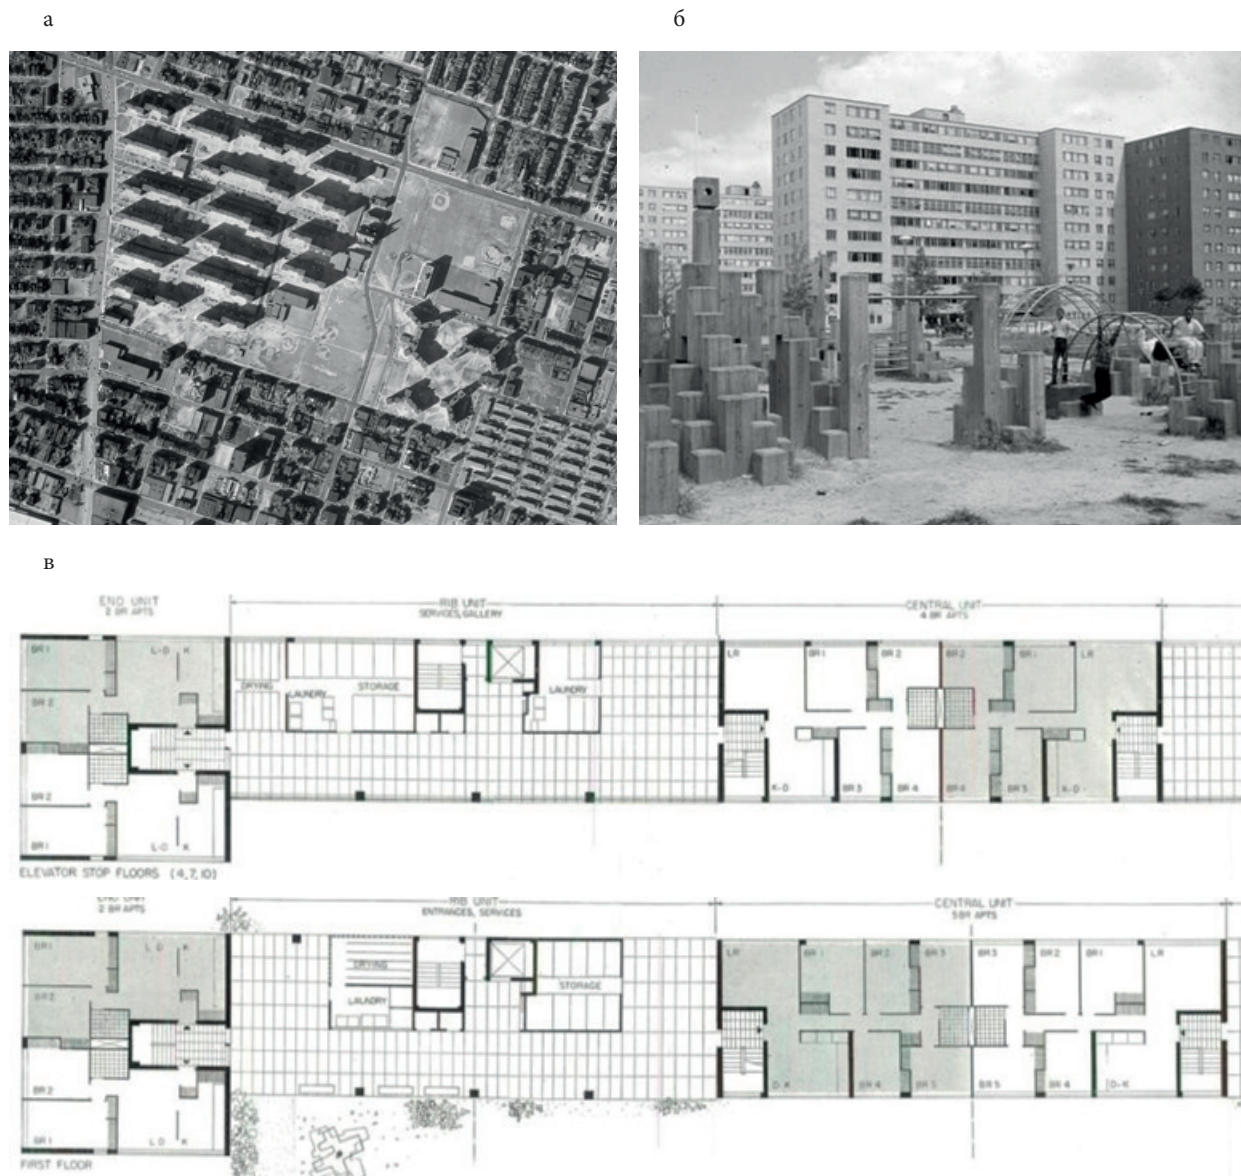 а
б
в
END UNIT
2 BR APTS
RIB UNIT
SERVICES, GALLERY
CENTRAL UNIT
4 BR APTS
BR 1
L-D
K
BR 2
DRYING
LAUNDRY
STORAGE
LAUNDRY
LR
BR 1
BR 2
BR 2
BR 1
LR
K-D
BR 3
BR 4
BR 4
BR 3
K-D
BR 2
BR 1
L-D
K
ELEVATOR STOP FLOORS (4,7,10)
END UNIT
2 BR APTS
RIB UNIT
ENTRANCES, SERVICES
CENTRAL UNIT
5 BR APTS
BR 1
L D
K
BR 2
DRYING
LAUNDRY
STORAGE
LR
BR 1
BR 2
BR 3
BR 3
BR 2
BR 1
LR
D-K
BR 4
BR 5
BR 5
BR 4
D-K
BR 2
BR 1
L D
K
FIRST FLOOR